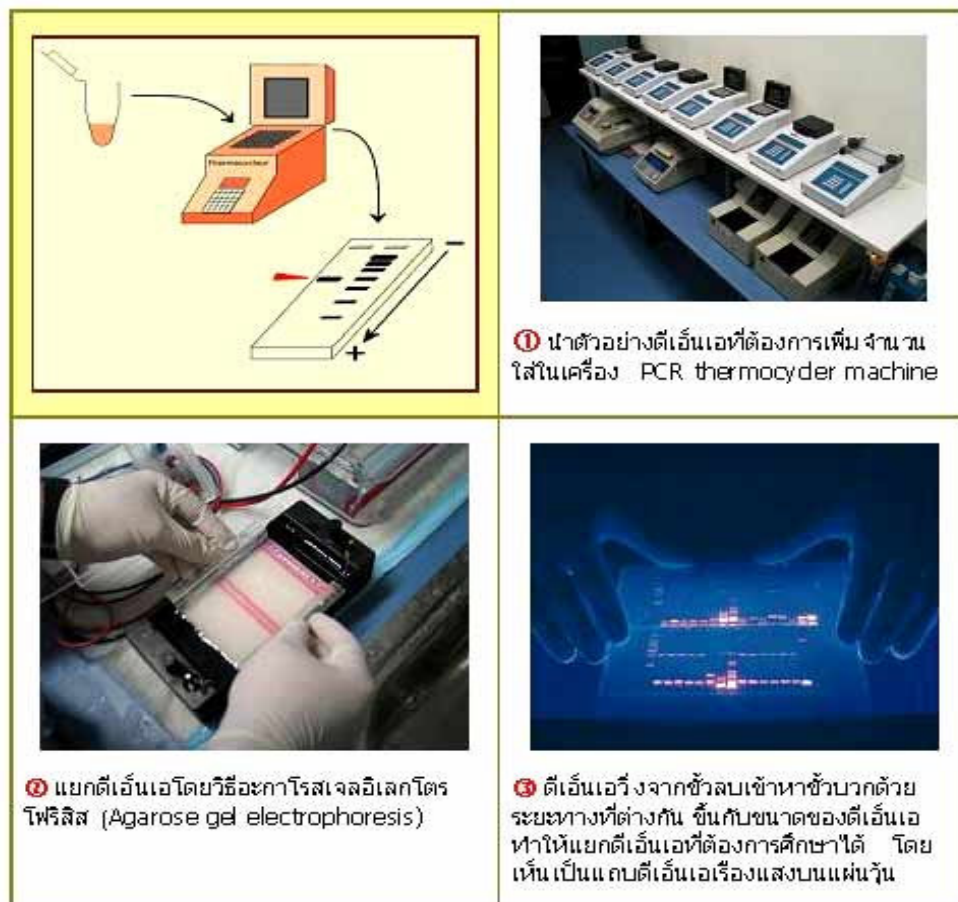 Thermocycler
−
+
① นำตัวอย่างดีเอ็นเอที่ต้องการเพิ่มจำนวน
ใส่ในเครื่อง PCR thermocyder machine
② แยกดีเอ็นเอโดยวิธีอะกาโรสเจลอิเลกโตร
โฟริสิส (Agarose gel electrophoresis)
③ ดีเอ็นเอวิ่งจากขั้วลบเข้าหาขั้วบวกด้วย
ระยะทางที่ต่างกัน ขึ้นกับขนาดของดีเอ็นเอ
ทำให้แยกดีเอ็นเอที่ต้องการศึกษาได้ โดย
เห็นเป็นแถบดีเอ็นเอเรืองแสงบนแผ่นวุ้น